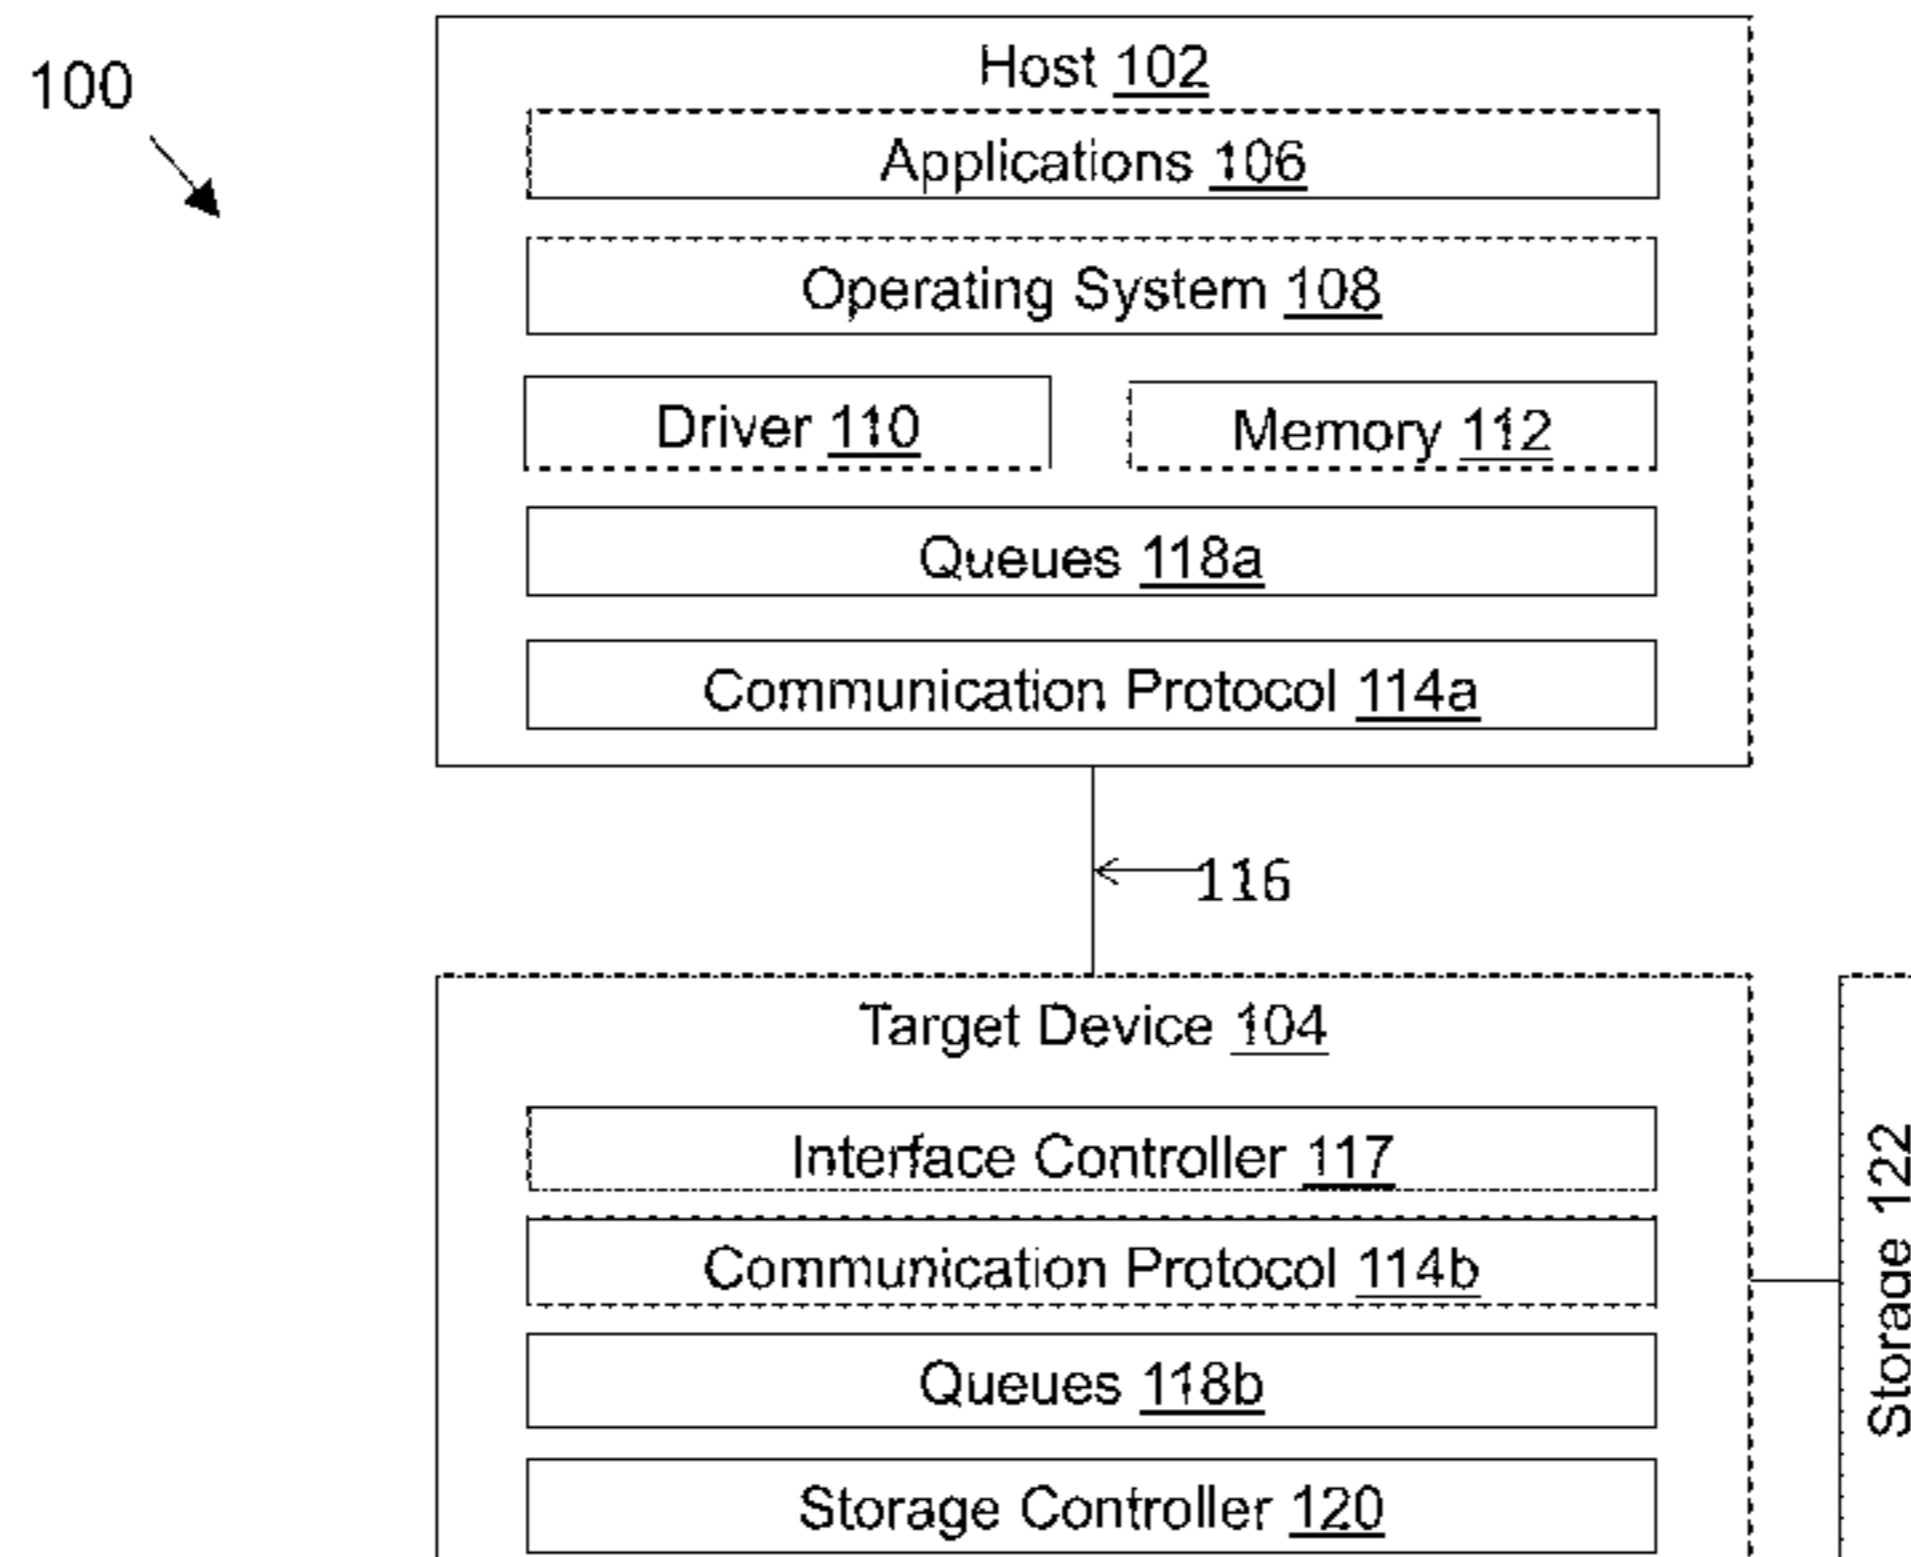 100
Host 102
Applications 106
Operating System 108
Driver 110
Memory 112
Queues 118a
Communication Protocol 114a
116
Target Device 104
Interface Controller 117
Communication Protocol 114b
Queues 118b
Storage Controller 120
Storage 122